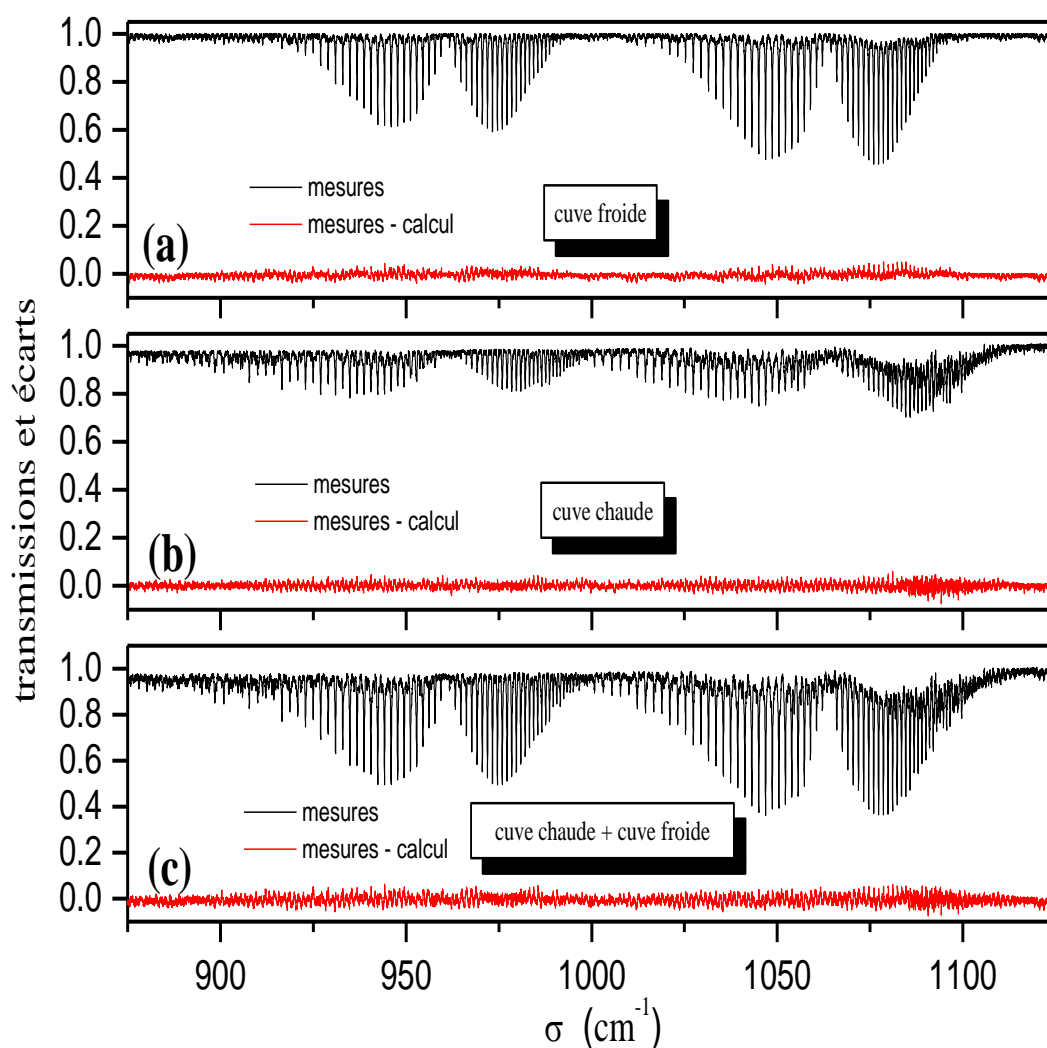 transmissions et écarts
1.0
0.8
0.6
0.4
0.2
0.0
mesures
mesures - calcul
cuve froide
(a)
1.0
0.8
0.6
0.4
0.2
0.0
mesures
mesures - calcul
cuve chaude
(b)
1.0
0.8
0.6
0.4
0.2
0.0
mesures
mesures - calcul
cuve chaude + cuve froide
(c)
900 950 1000 1050 1100
σ (cm⁻¹)